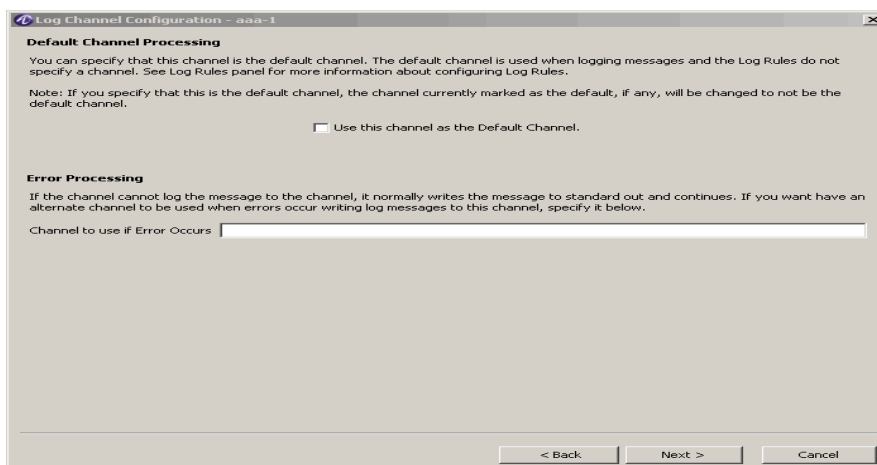 Log Channel Configuration - aaa-1
Default Channel Processing
You can specify that this channel is the default channel. The default channel is used when logging messages and the Log Rules do not
specify a channel. See Log Rules panel for more information about configuring Log Rules.
Note: If you specify that this is the default channel, the channel currently marked as the default, if any, will be changed to not be the
default channel.
Use this channel as the Default Channel.
Error Processing
If the channel cannot log the message to the channel, it normally writes the message to standard out and continues. If you want have an
alternate channel to be used when errors occur writing log messages to this channel, specify it below.
Channel to use if Error Occurs
< Back Next > Cancel